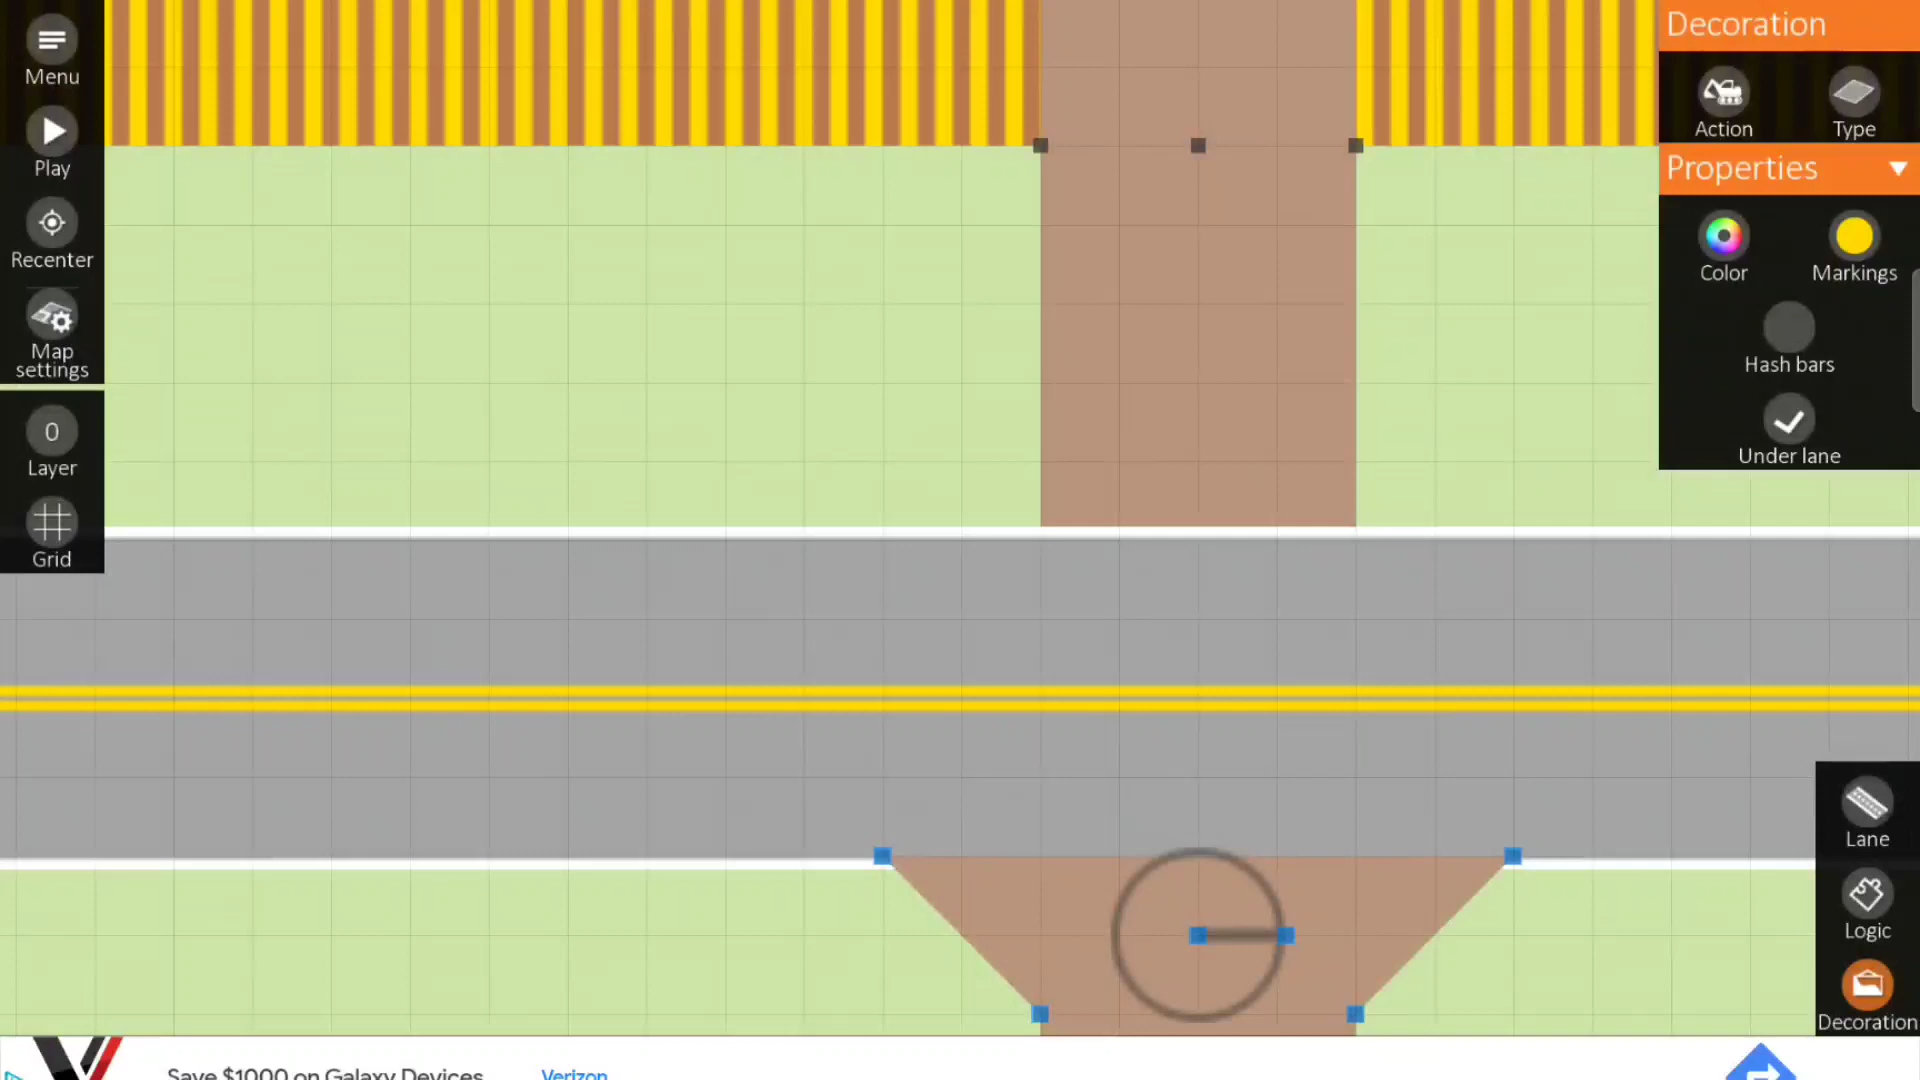 Menu
Play
Recenter
Map
settings
0
Layer
Grid
Decoration
Action
Type
Properties
Color
Markings
Hash bars
Under lane
Lane
Logic
Decoration
Save $1000 on Galaxy Devices
Verizon